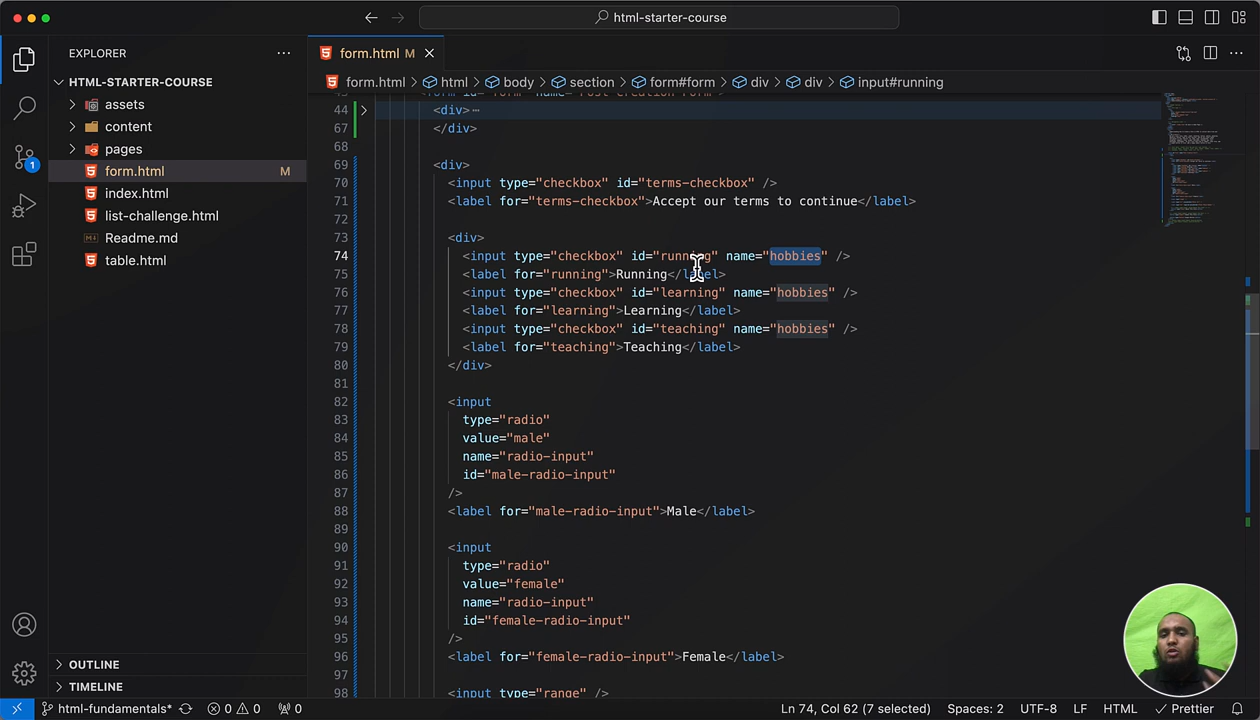 html-starter-course
EXPLORER
form.html M
HTML-STARTER-COURSE
assets
content
pages
form.html M
index.html
list-challenge.html
Readme.md
table.html
OUTLINE
TIMELINE
1
form.html > html > body > section > form#form > div > div > input#running
44 <div>
67 </div>
68
69 <div>
70 <input type="checkbox" id="terms-checkbox" />
71 <label for="terms-checkbox">Accept our terms to continue</label>
72
73 <div>
74 <input type="checkbox" id="running" name="hobbies" />
75 <label for="running">Running</label>
76 <input type="checkbox" id="learning" name="hobbies" />
77 <label for="learning">Learning</label>
78 <input type="checkbox" id="teaching" name="hobbies" />
79 <label for="teaching">Teaching</label>
80 </div>
81
82 <input
83 type="radio"
84 value="male"
85 name="radio-input"
86 id="male-radio-input"
87 />
88 <label for="male-radio-input">Male</label>
89
90 <input
91 type="radio"
92 value="female"
93 name="radio-input"
94 id="female-radio-input"
95 />
96 <label for="female-radio-input">Female</label>
97
98 <input type="range" />
html-fundamentals* 0 0 0 Ln 74, Col 62 (7 selected) Spaces: 2 UTF-8 LF HTML Prettier